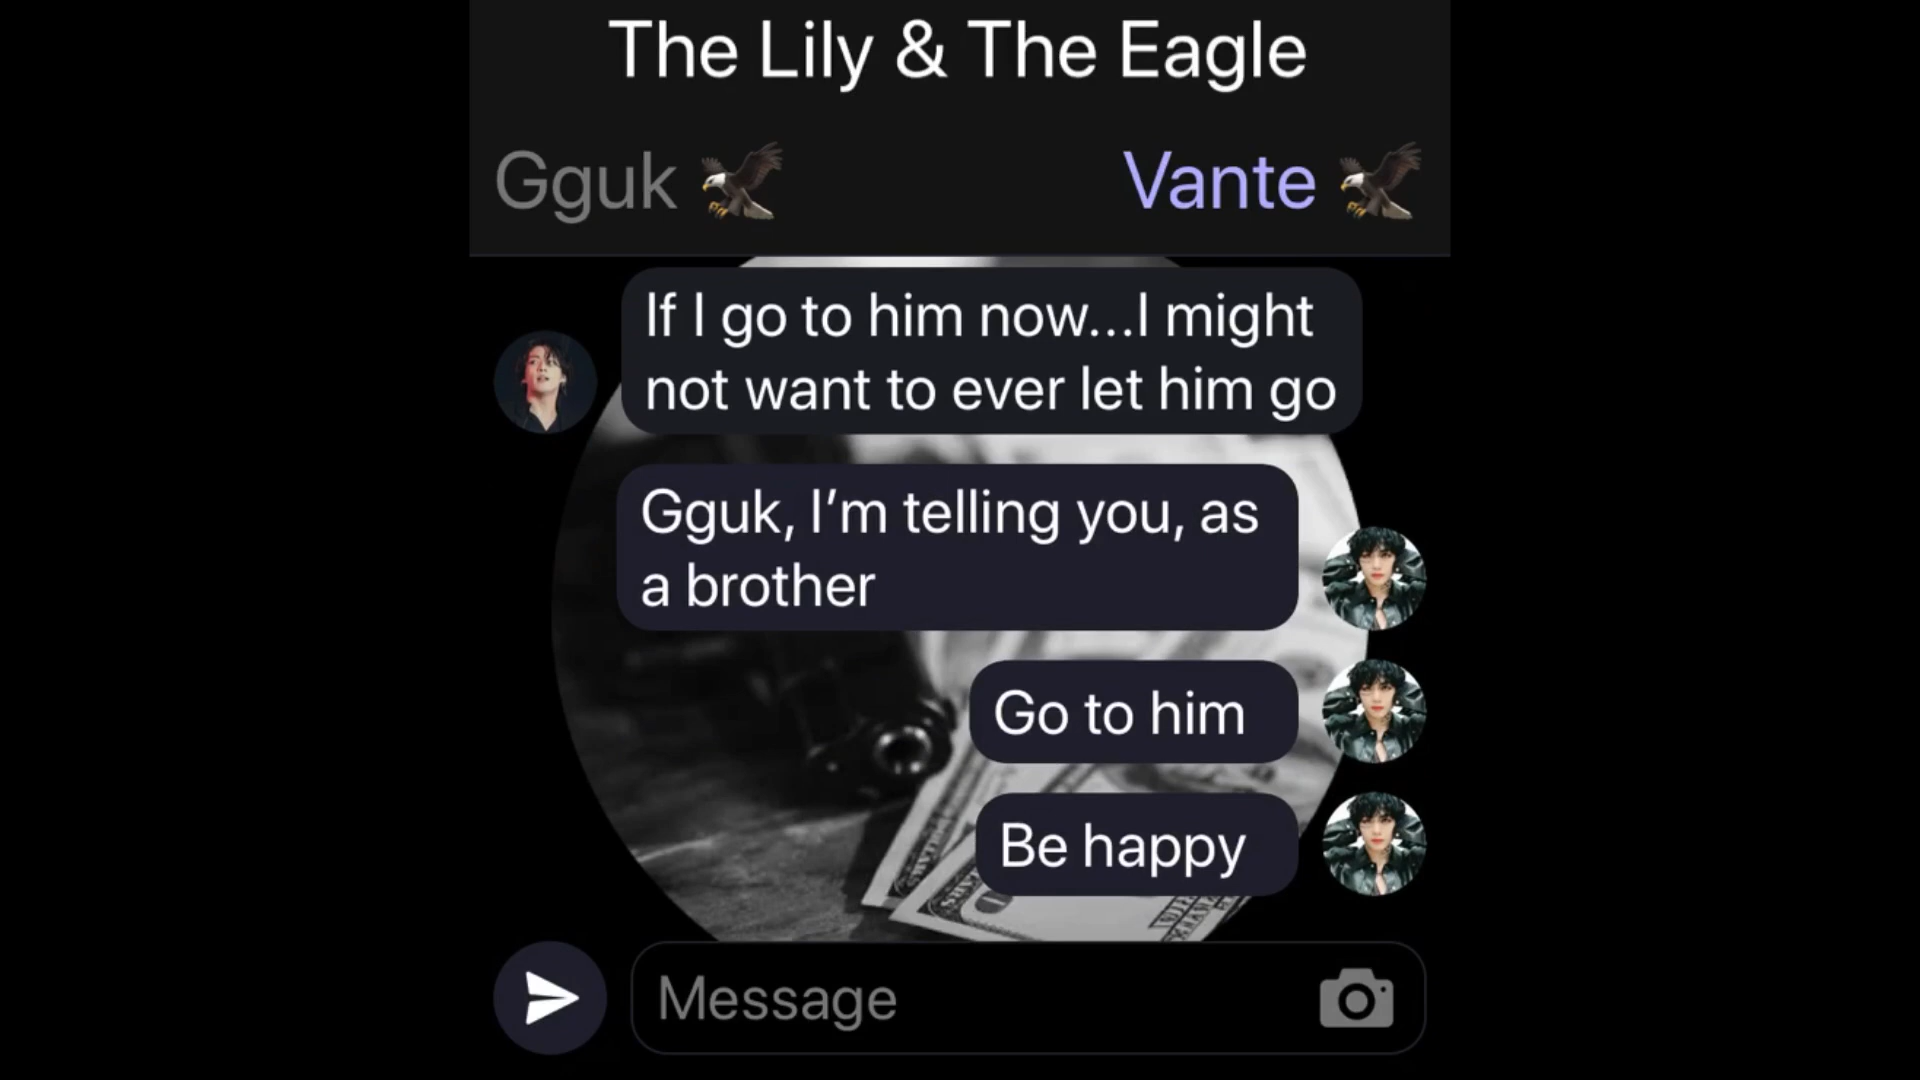 The Lily & The Eagle
Gguk 🦅
Vante 🦅
If I go to him now...I might
not want to ever let him go
Gguk, I’m telling you, as
a brother
Go to him
Be happy
Message